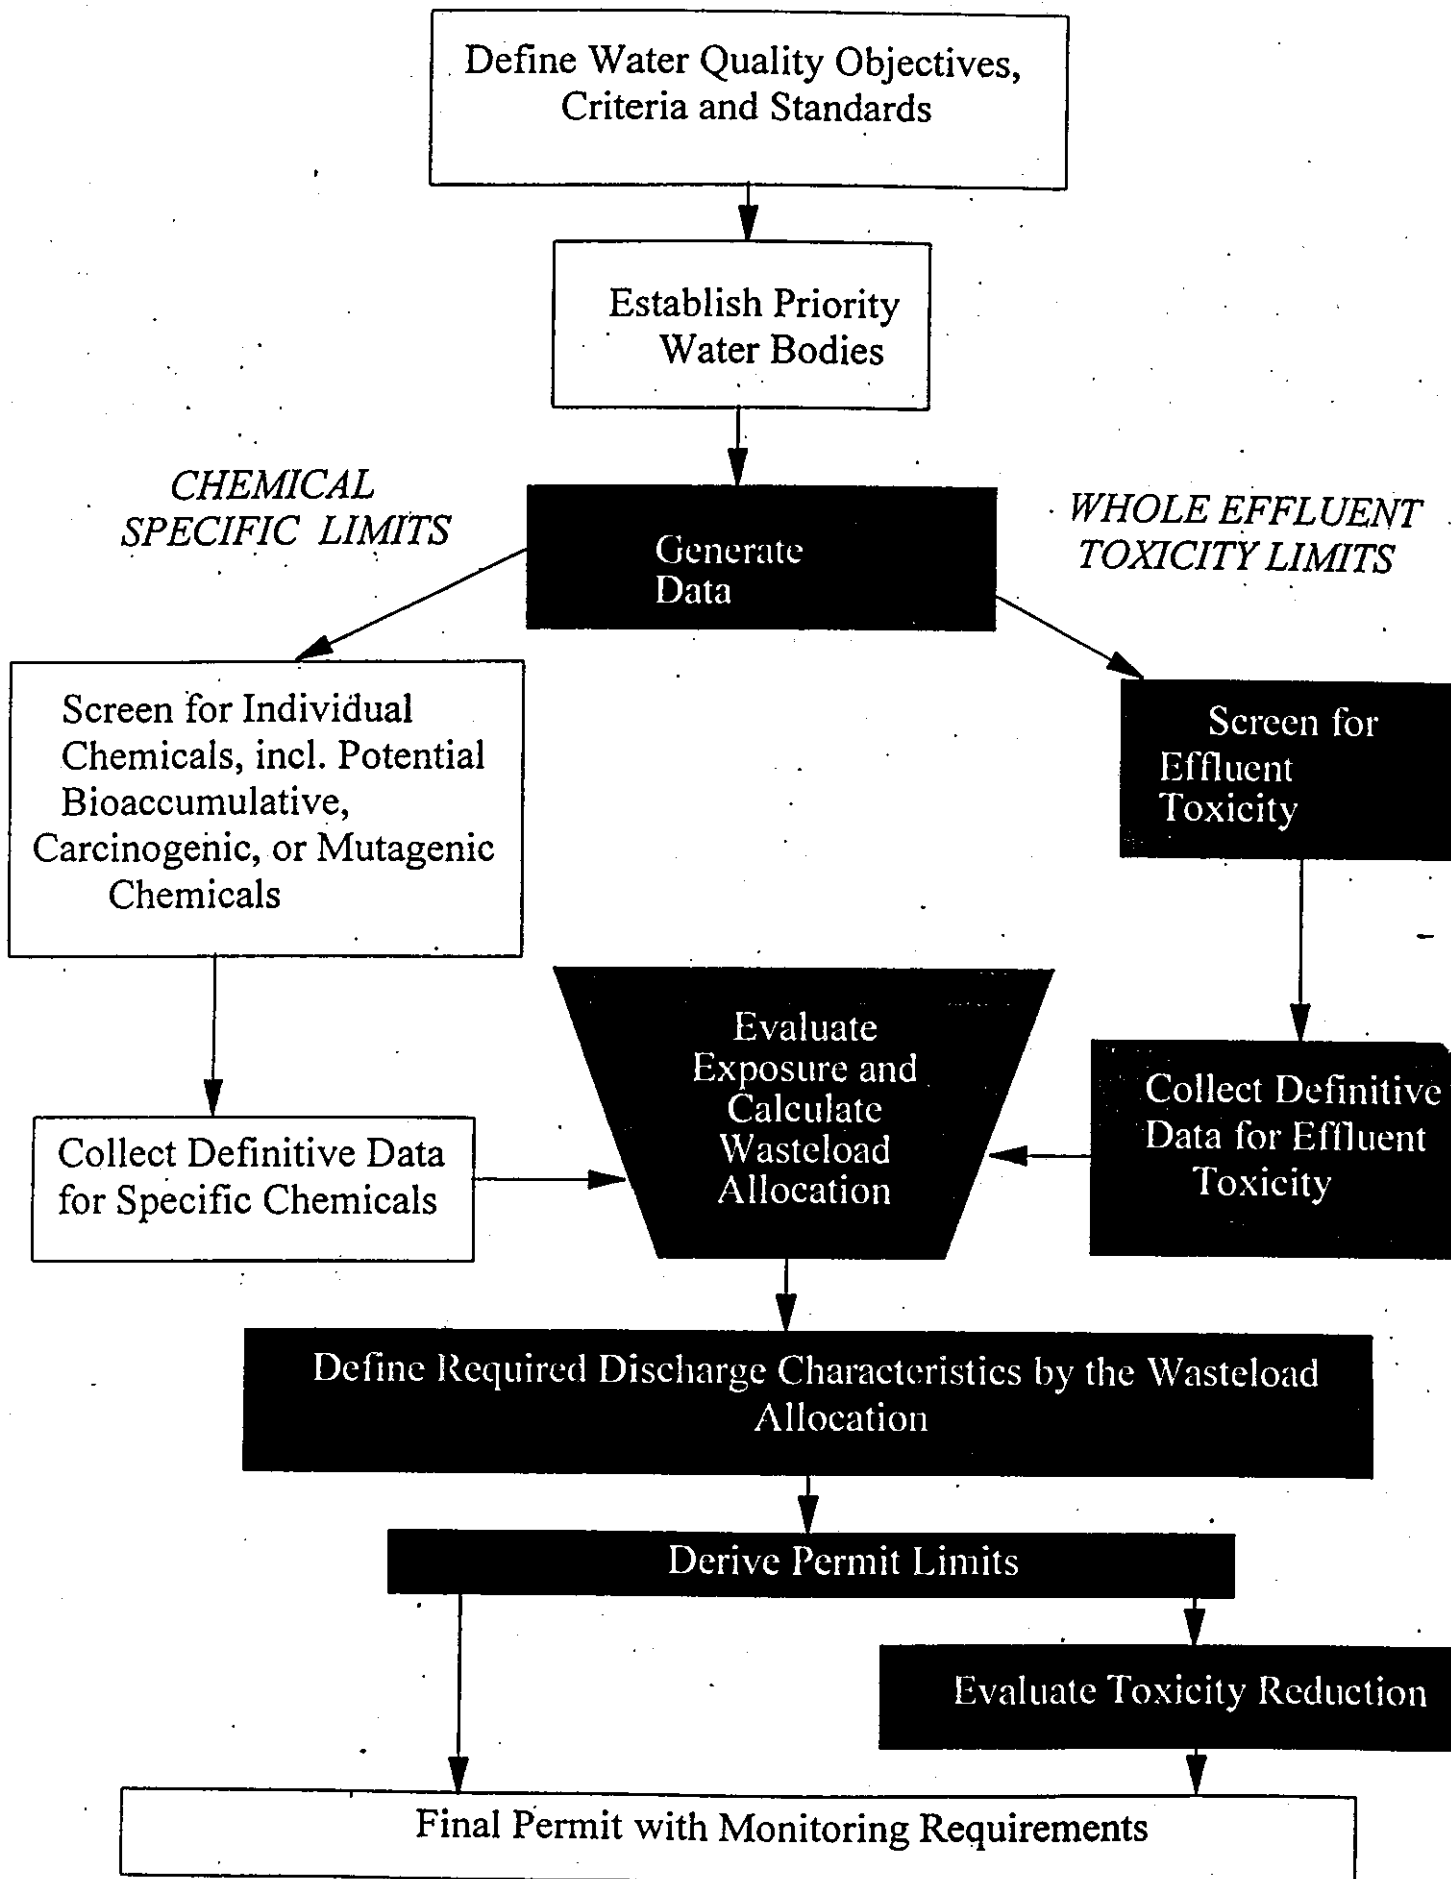 Define Water Quality Objectives,
Criteria and Standards
Establish Priority
Water Bodies
CHEMICAL
SPECIFIC LIMITS
Generate
Data
WHOLE EFFLUENT
TOXICITY LIMITS
Screen for Individual
Chemicals, incl. Potential
Bioaccumulative,
Carcinogenic, or Mutagenic
Chemicals
Screen for
Effluent
Toxicity
Evaluate
Exposure and
Calculate
Wasteload
Allocation
Collect Definitive Data
for Specific Chemicals
Collect Definitive
Data for Effluent
Toxicity
Define Required Discharge Characteristics by the Wasteload
Allocation
Derive Permit Limits
Evaluate Toxicity Reduction
Final Permit with Monitoring Requirements